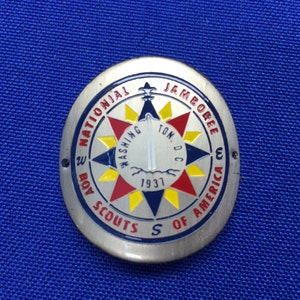 NATIONAL JAMBOREE
W
E
WASHINGTON, D C
1937
S
BOY SCOUTS OF AMERICA